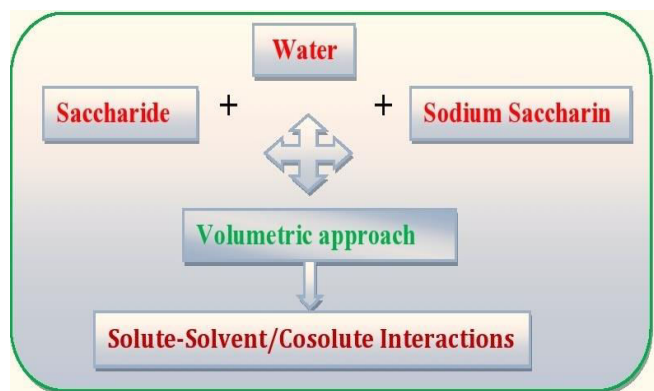 Water
Saccharide + + Sodium Saccharin
Volumetric approach
Solute-Solvent/Cosolute Interactions